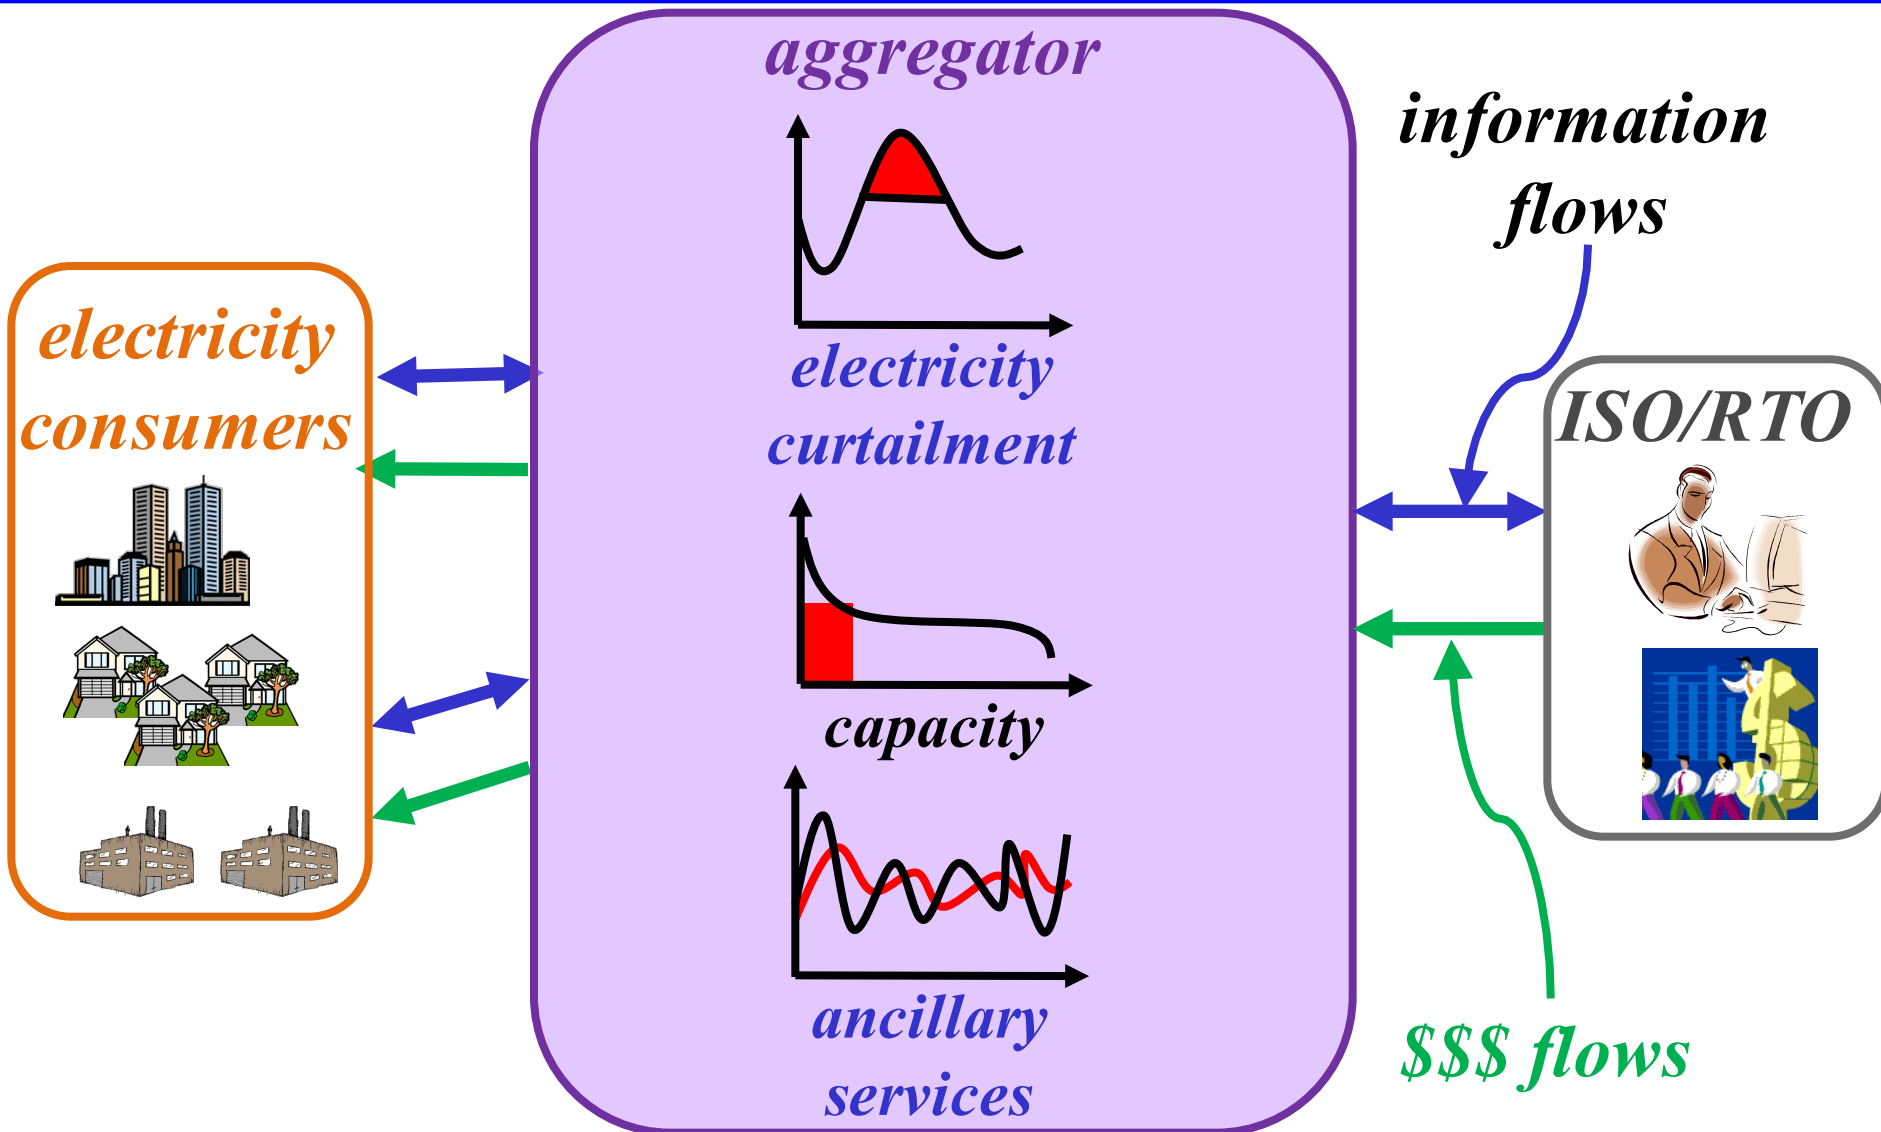 aggregator
information
flows
electricity
consumers
electricity
curtailment
ISO/RTO
capacity
ancillary
services
$$$ flows